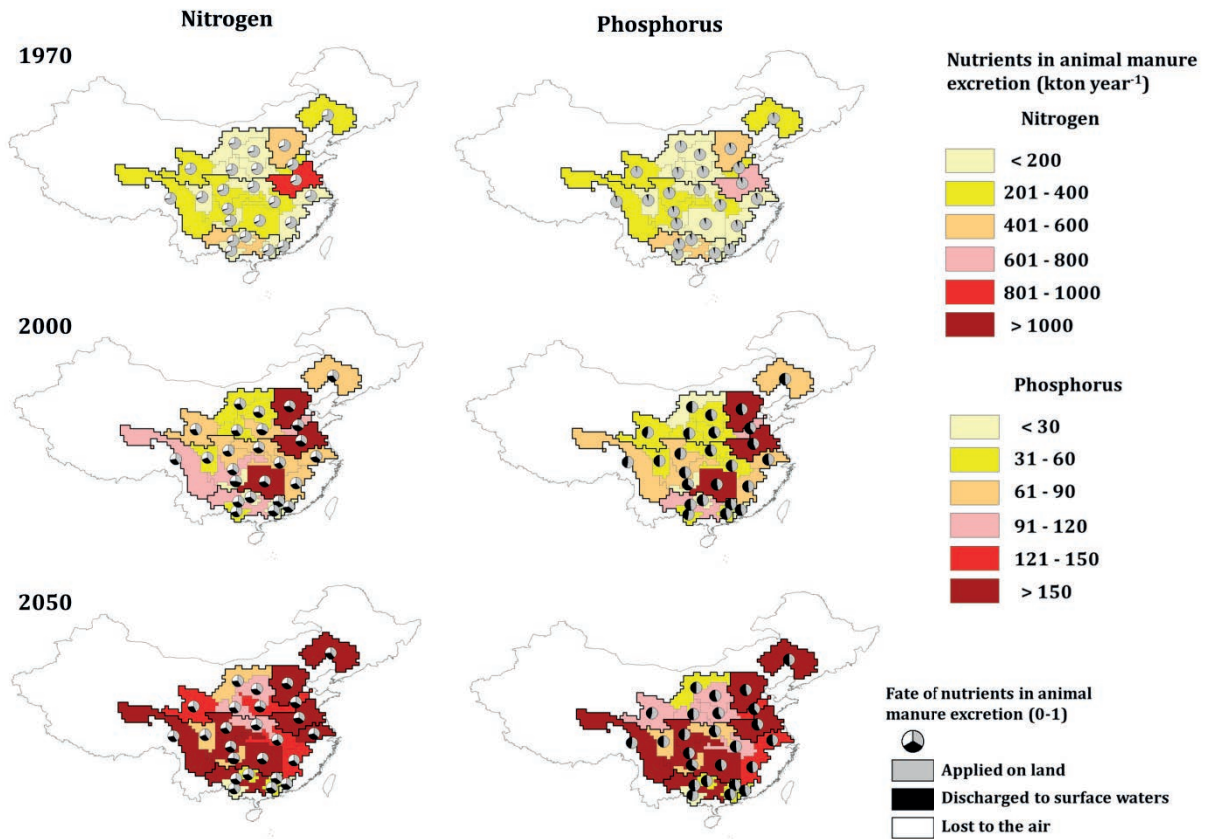 Nitrogen
Phosphorus
1970
2000
2050
Nutrients in animal manure
excretion (kton year-1)
Nitrogen
< 200
201 - 400
401 - 600
601 - 800
801 - 1000
> 1000
Phosphorus
< 30
31 - 60
61 - 90
91 - 120
121 - 150
> 150
Fate of nutrients in animal
manure excretion (0-1)
Applied on land
Discharged to surface waters
Lost to the air